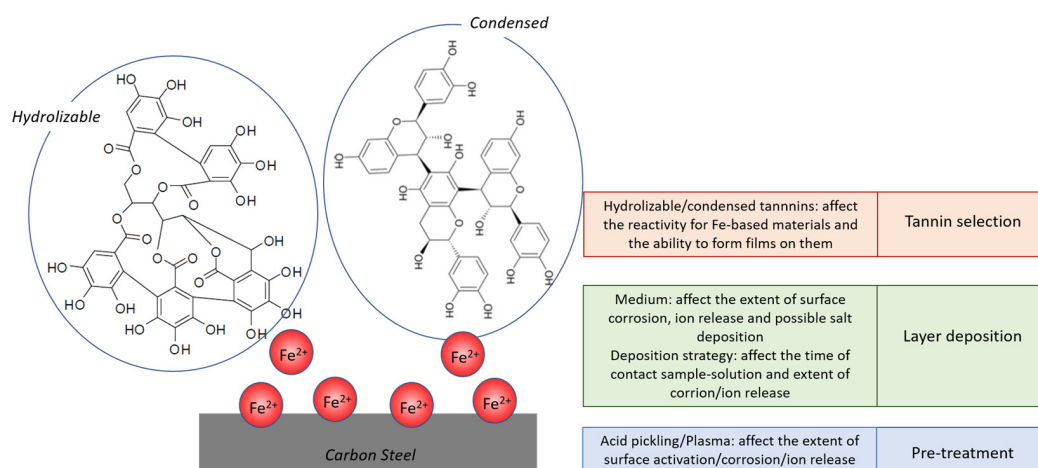 Condensed
Hydrolizable
HO
OH
OH
OH
OH
OH
O
O
O
O
O
O
O
O
O
O
OH
HO
HO
HO
OH
OH
OH
HO
OH
OH
OH
OH
OH
O
OH
HO
HO
OH
HO
OH
O
O
HO
HO
HO
OH
HO
OH
Fe2+
Fe2+
Fe2+
Fe2+
Fe2+
Fe2+
Carbon Steel
Hydrolizable/condensed tannnins: affect
the reactivity for Fe-based materials and
the ability to form films on them
Tannin selection
Medium: affect the extent of surface
corrosion, ion release and possible salt
deposition
Deposition strategy: affect the time of
contact sample-solution and extent of
corrion/ion release
Layer deposition
Acid pickling/Plasma: affect the extent of
surface activation/corrosion/ion release
Pre-treatment